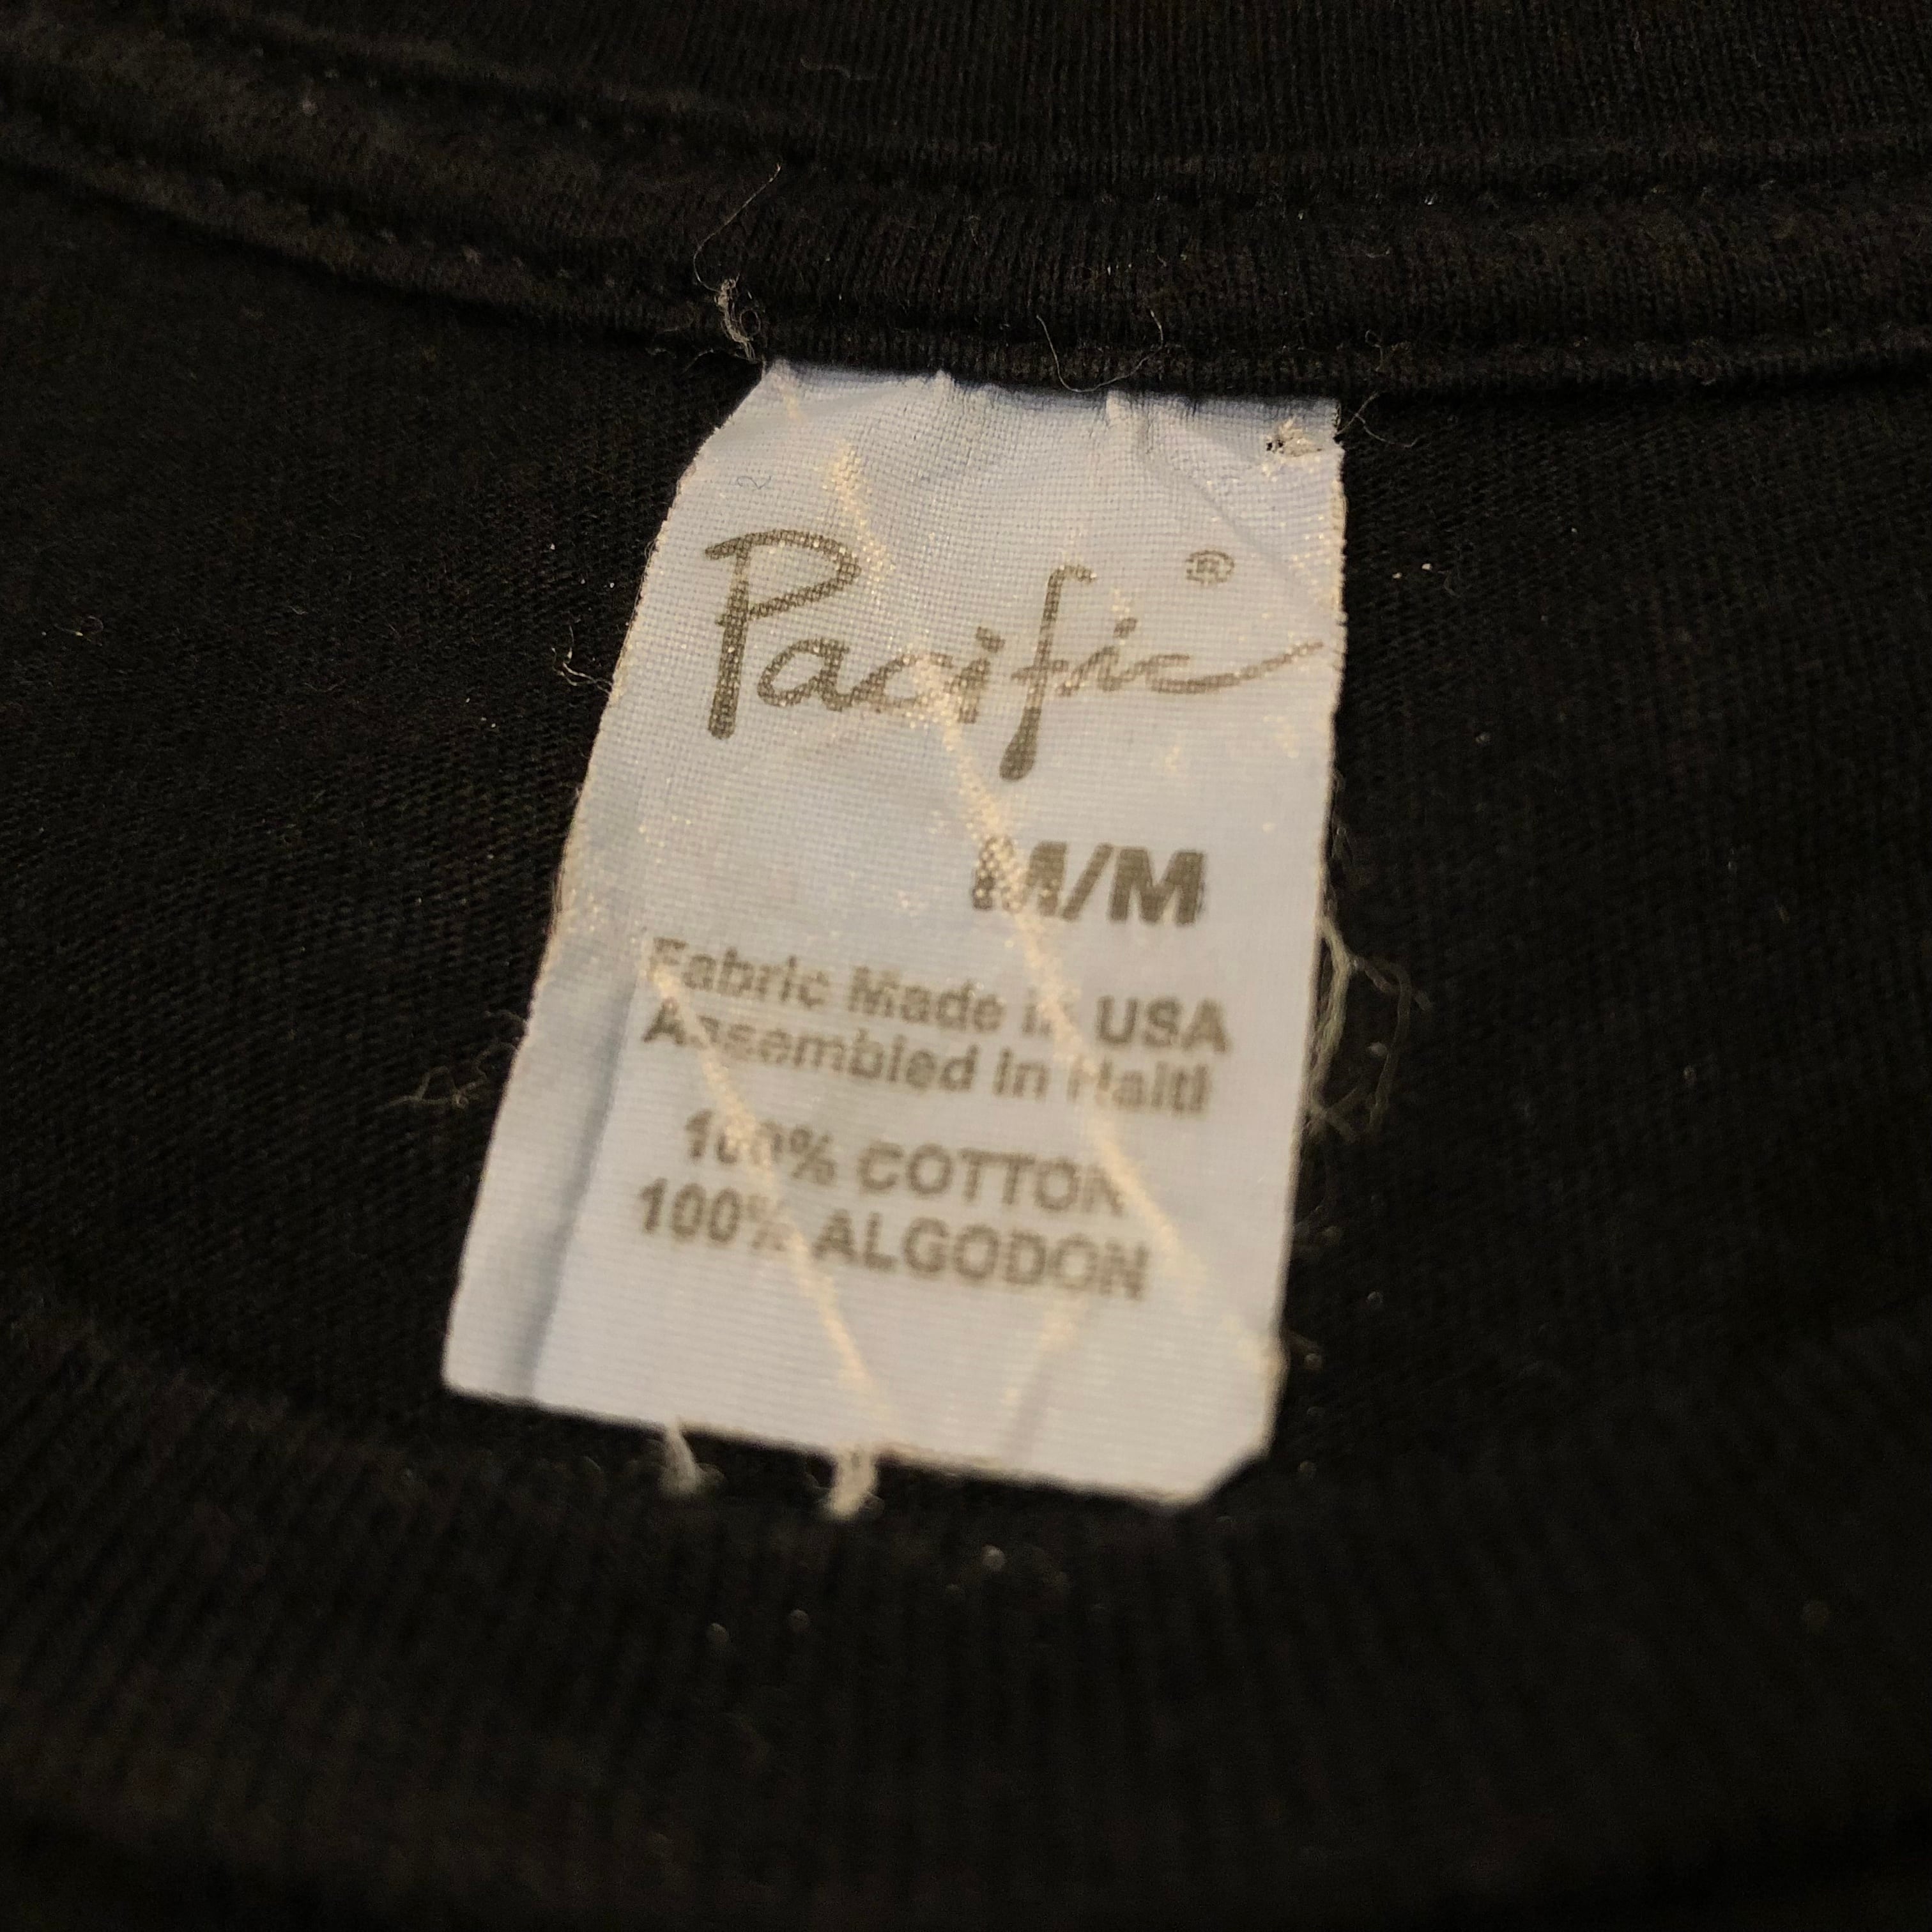 Pacific®
M/M
Fabric Made in USA
Assembled in Haiti
100% COTTON
100% ALGODON